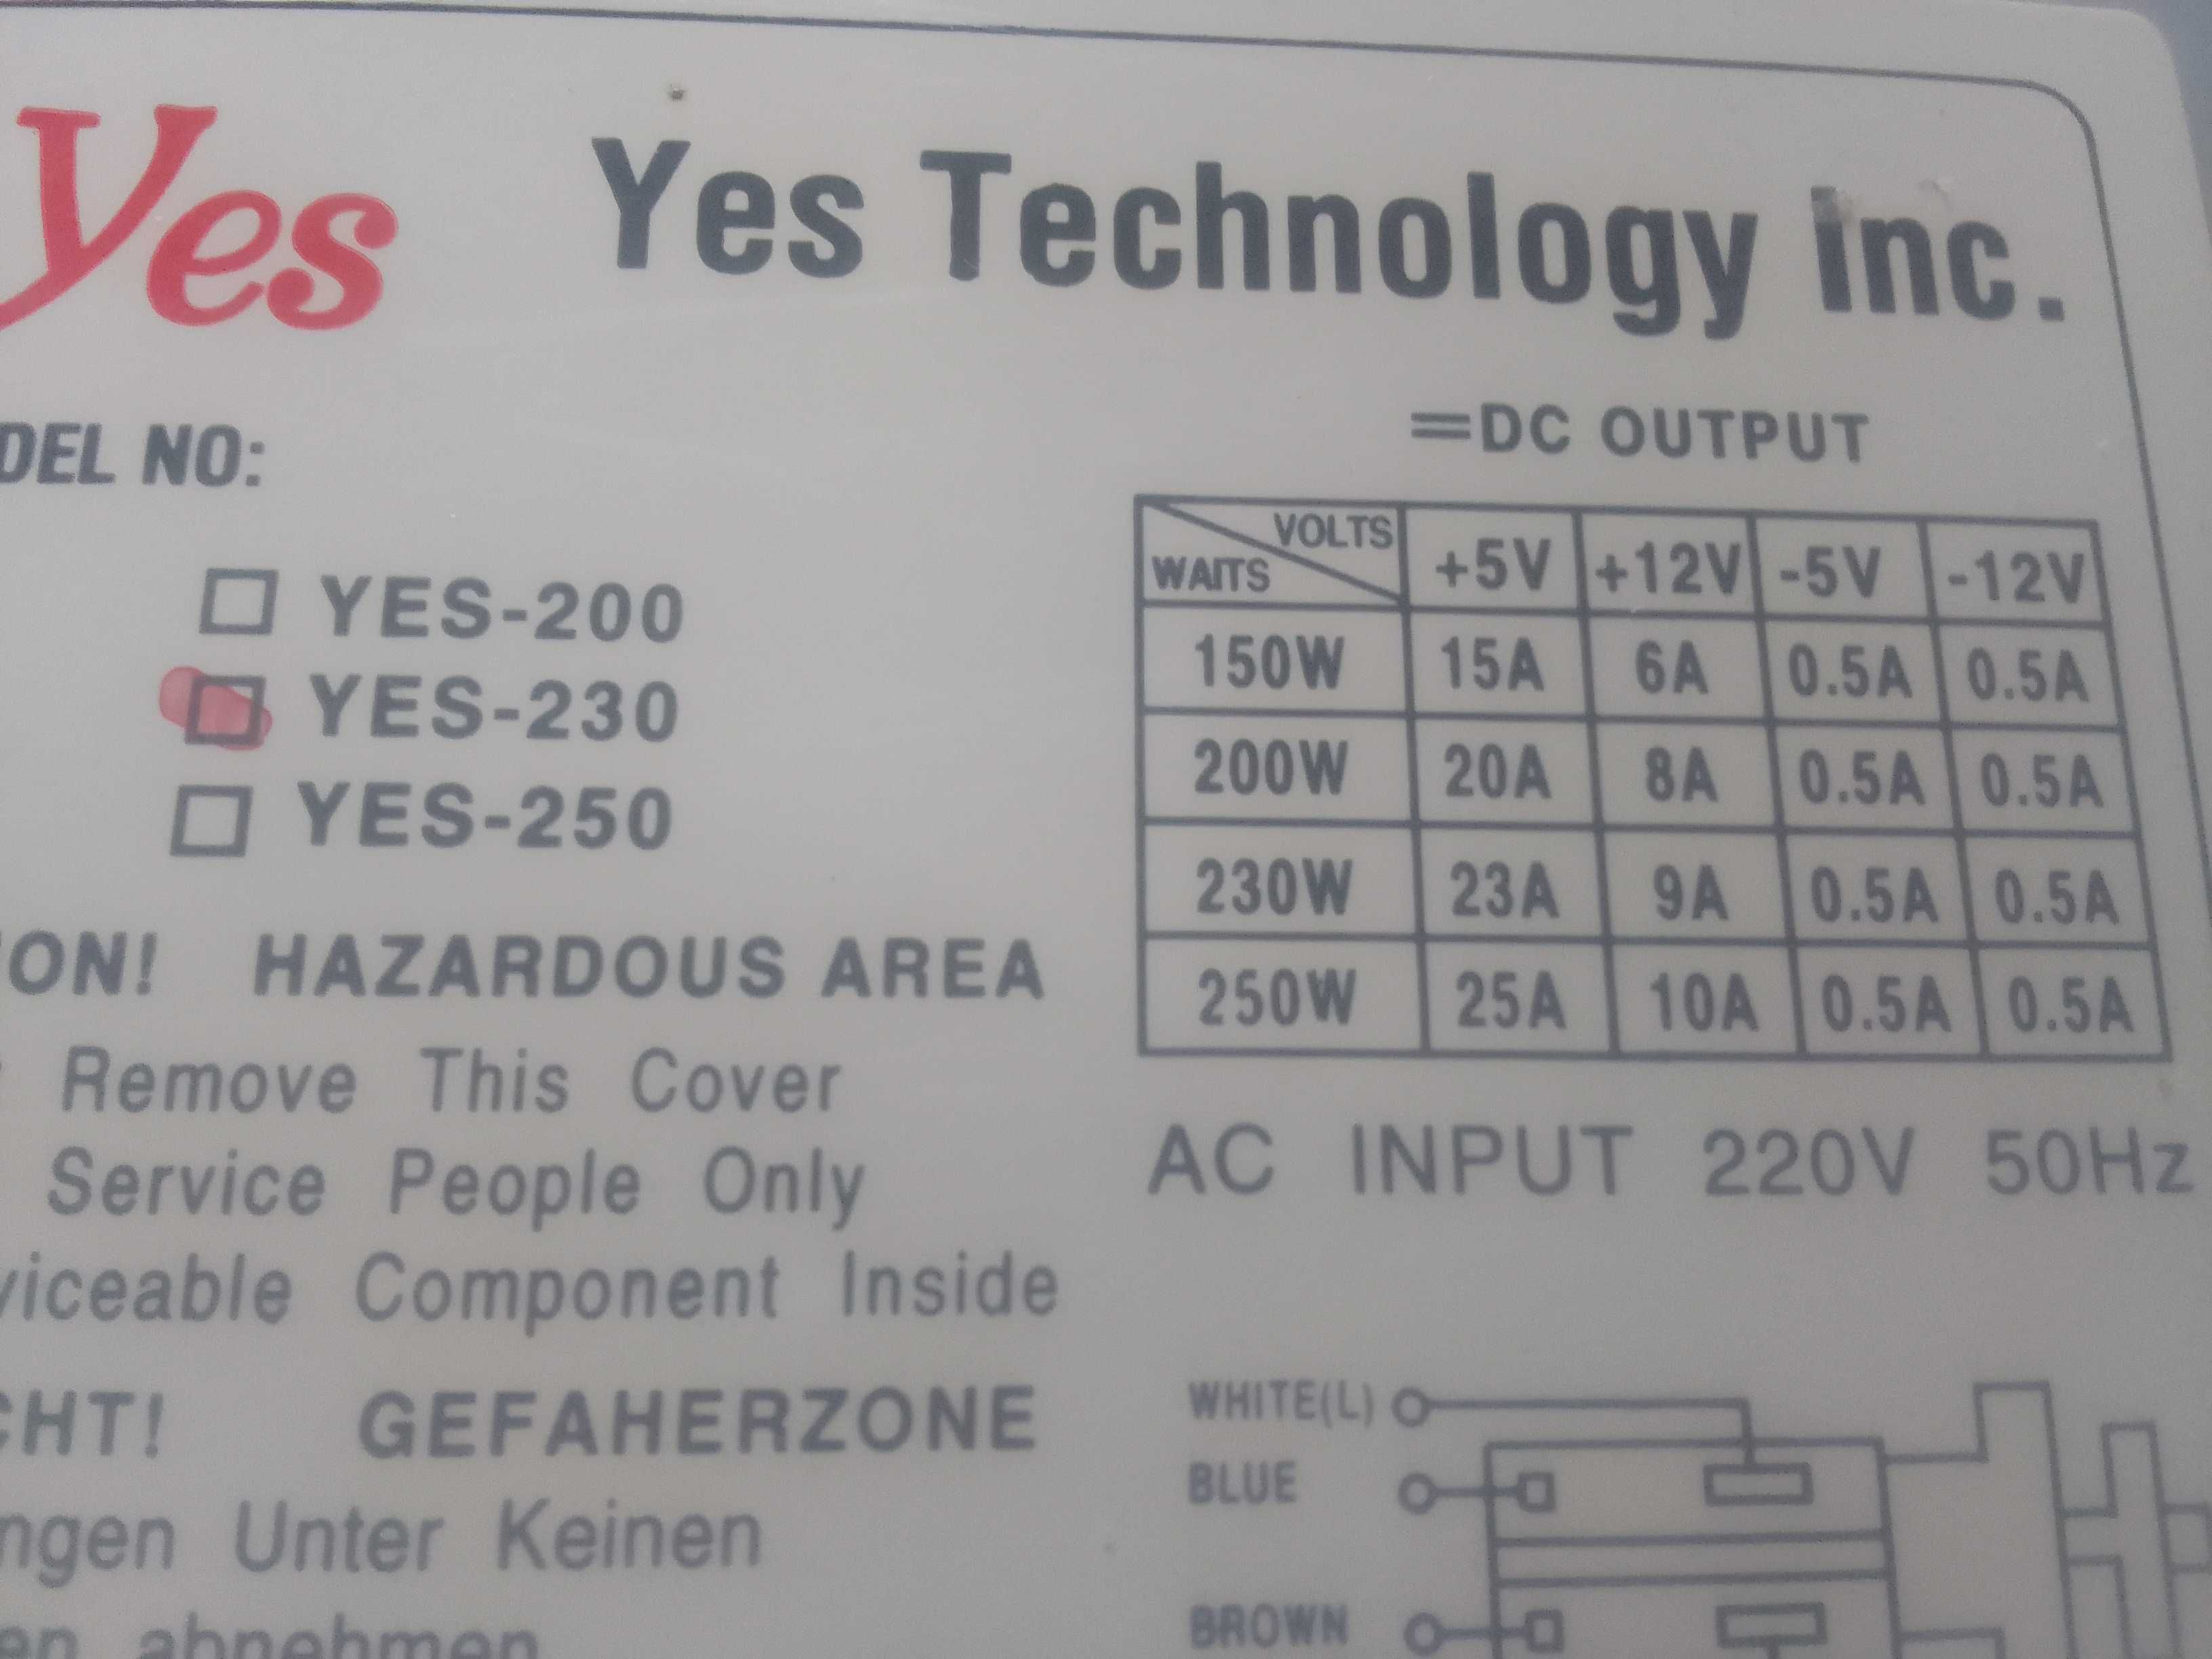 Yes Yes Technology inc.
DEL NO:
YES-200
YES-230
YES-250
=DC OUTPUT
VOLTS WAITS +5V +12V -5V -12V
150W 15A 6A 0.5A 0.5A
200W 20A 8A 0.5A 0.5A
230W 23A 9A 0.5A 0.5A
250W 25A 10A 0.5A 0.5A
ON! HAZARDOUS AREA
Remove This Cover
Service People Only
viceable Component Inside
AC INPUT 220V 50Hz
CHT! GEFAHERZONE
ngen Unter Keinen
en abnehmen
WHITE(L)
BLUE
BROWN